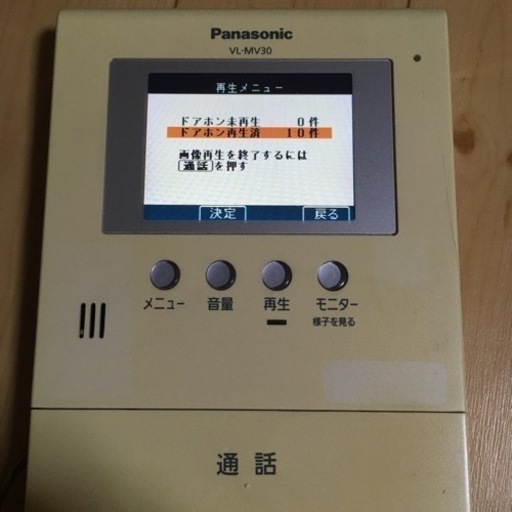 Panasonic
VL-MV30
再生メニュー
ドアホン未再生 0件
ドアホン再生済 10件
画像再生を終了するには
通話を押す
決定 戻る
メニュー 音量 再生 モニター
様子を見る
通話